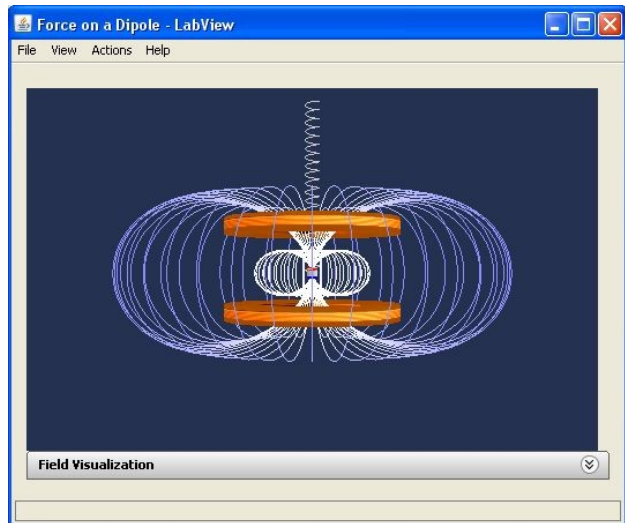 Force on a Dipole - LabView
File View Actions Help
Field Visualization